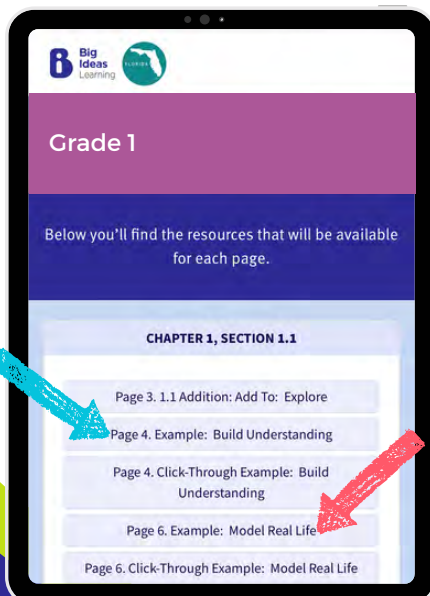 Big
Ideas
Learning
FLORIDA
Grade 1
Below you'll find the resources that will be available
for each page.
CHAPTER 1, SECTION 1.1
Page 3. 1.1 Addition: Add To: Explore
Page 4. Example: Build Understanding
Page 4. Click-Through Example: Build
Understanding
Page 6. Example: Model Real Life
Page 6. Click-Through Example: Model Real Life